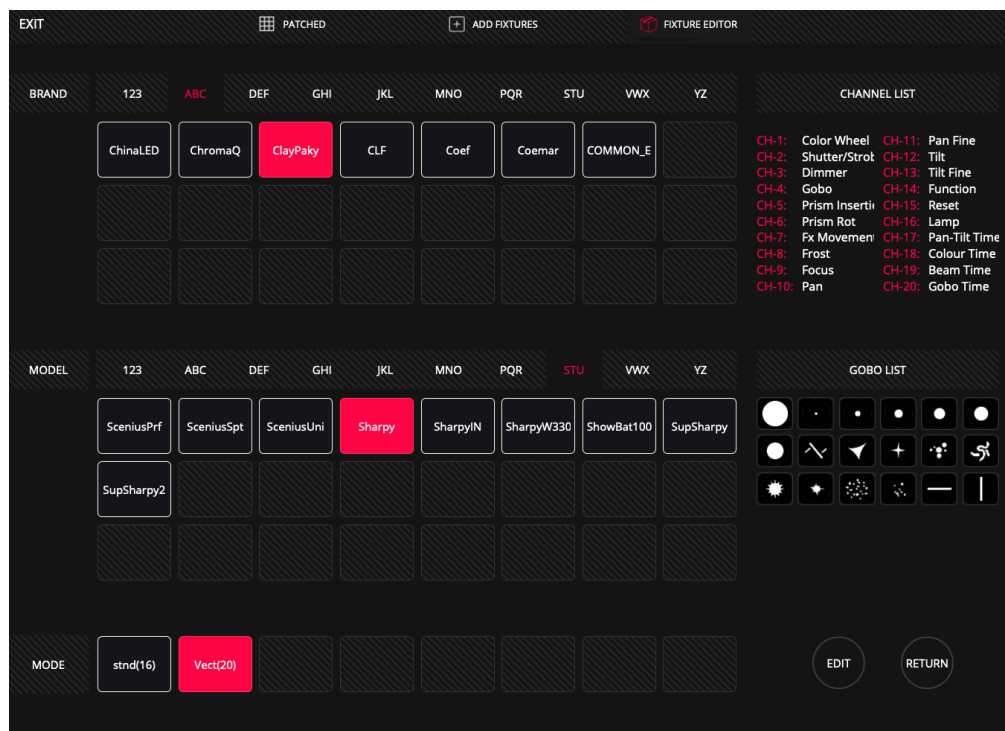 EXIT PATCHED ADD FIXTURES FIXTURE EDITOR
BRAND 123 ABC DEF GHI JKL MNO PQR STU VWX YZ CHANNEL LIST
ChinaLED ChromaQ ClayPaky CLF Coef Coemar COMMON_E
CH-1: Color Wheel CH-11: Pan Fine
CH-2: Shutter/Strob CH-12: Tilt
CH-3: Dimmer CH-13: Tilt Fine
CH-4: Gobo CH-14: Function
CH-5: Prism Insertio CH-15: Reset
CH-6: Prism Rot CH-16: Lamp
CH-7: Fx Movement CH-17: Pan-Tilt Time
CH-8: Frost CH-18: Colour Time
CH-9: Focus CH-19: Beam Time
CH-10: Pan CH-20: Gobo Time
MODEL 123 ABC DEF GHI JKL MNO PQR STU VWX YZ GOBO LIST
SceniusPrf SceniusSpt SceniusUni Sharpy SharpyIN SharpyW330 ShowBat100 SupSharpy
SupSharpy2
MODE stnd(16) Vect(20) EDIT RETURN